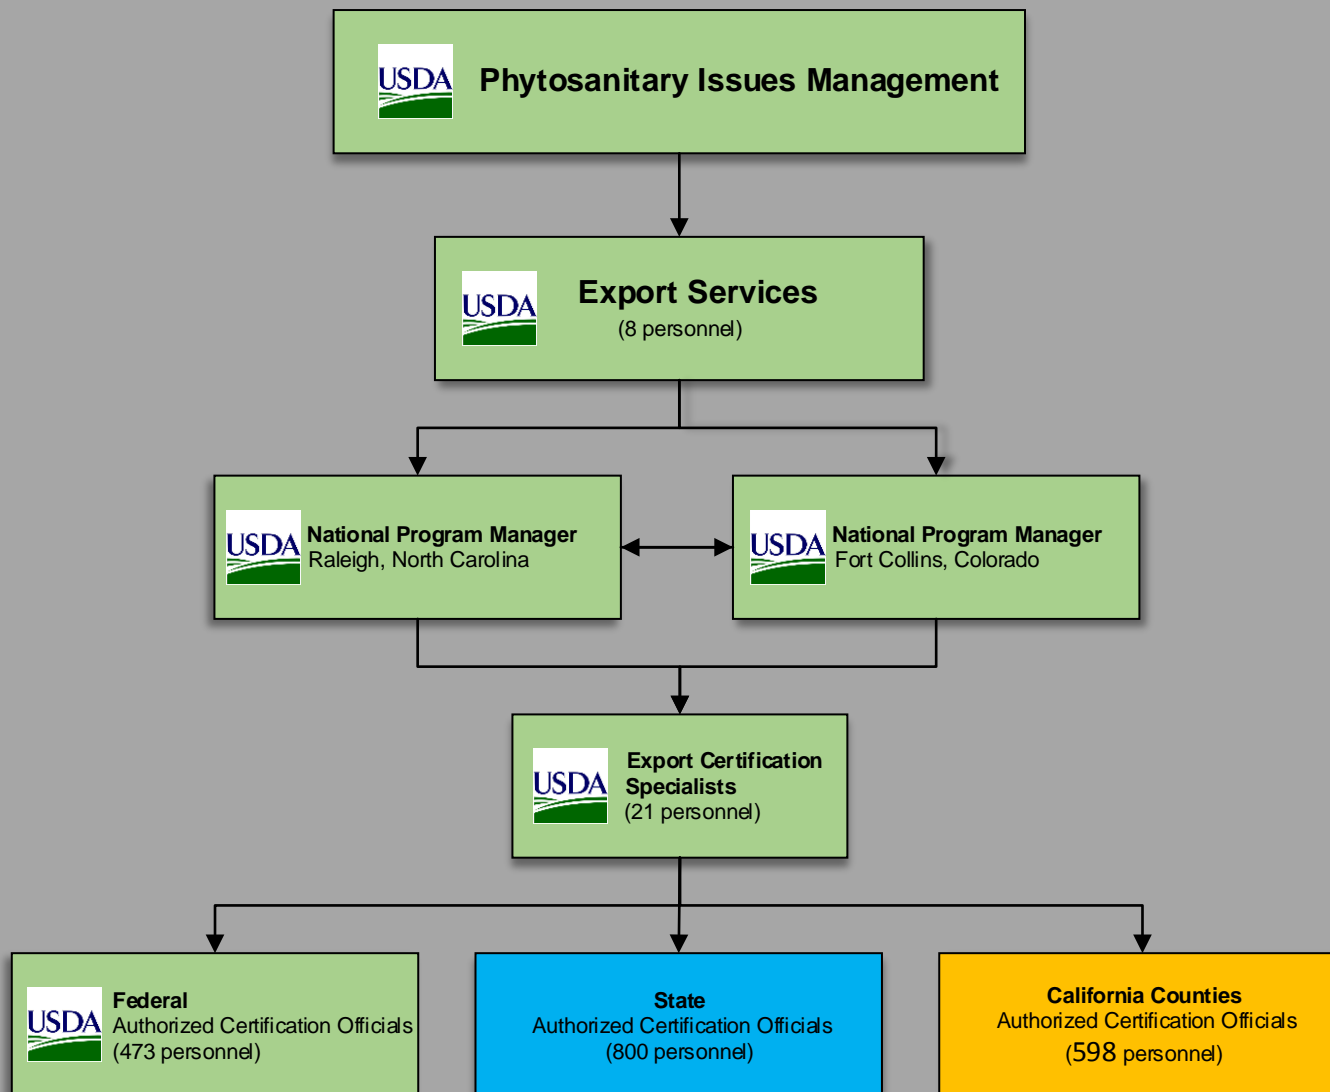 USDA
Phytosanitary Issues Management
USDA
Export Services
(8 personnel)
USDA
National Program Manager
Raleigh, North Carolina
USDA
National Program Manager
Fort Collins, Colorado
USDA
Export Certification
Specialists
(21 personnel)
USDA
Federal
Authorized Certification Officials
(473 personnel)
State
Authorized Certification Officials
(800 personnel)
California Counties
Authorized Certification Officials
(598 personnel)